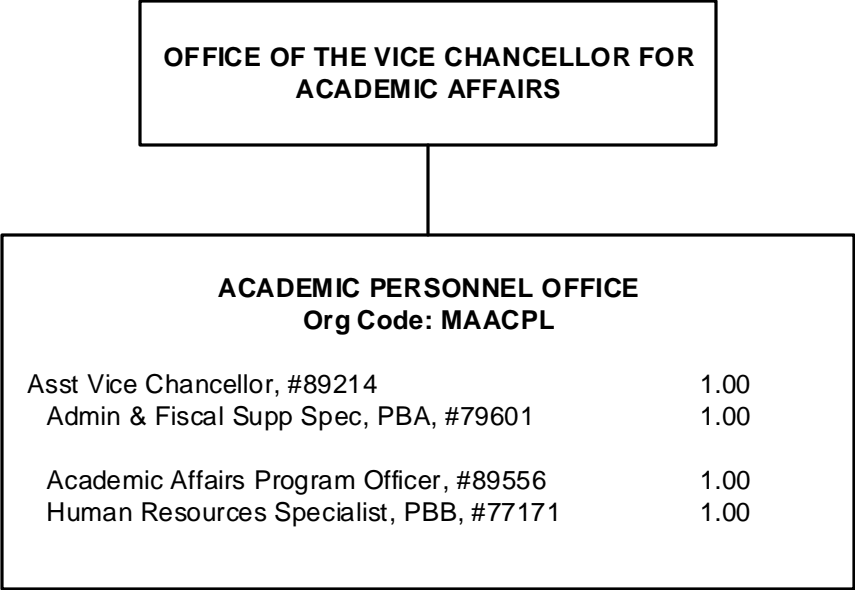 OFFICE OF THE VICE CHANCELLOR FOR
ACADEMIC AFFAIRS
ACADEMIC PERSONNEL OFFICE
Org Code: MAACPL
Asst Vice Chancellor, #89214 1.00
Admin & Fiscal Supp Spec, PBA, #79601 1.00
Academic Affairs Program Officer, #89556 1.00
Human Resources Specialist, PBB, #77171 1.00